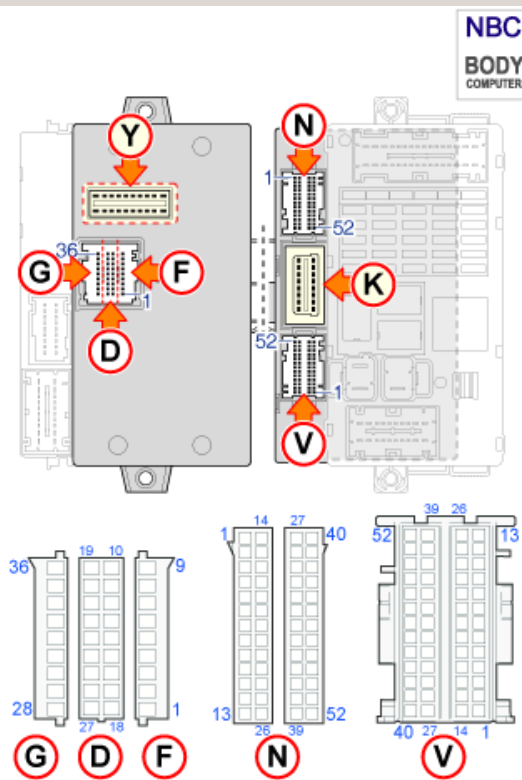 NBC
BODY
COMPUTER
Y
N
1
52
36
G
F
K
1
D
52
1
V
39 26
14 27
52 13
1 40
19 10
36 9
28 1
27 18
13 52
26 39
40 27 14 1
G D F N V